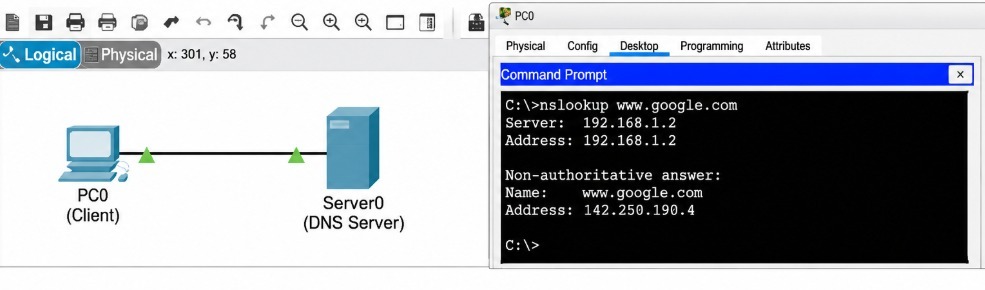 Logical
Physical
x: 301, y: 58
PC0
(Client)
Server0
(DNS Server)
PC0
Physical Config Desktop Programming Attributes
Command Prompt
X
C:\>nslookup www.google.com
Server: 192.168.1.2
Address: 192.168.1.2
Non-authoritative answer:
Name: www.google.com
Address: 142.250.190.4
C:\>